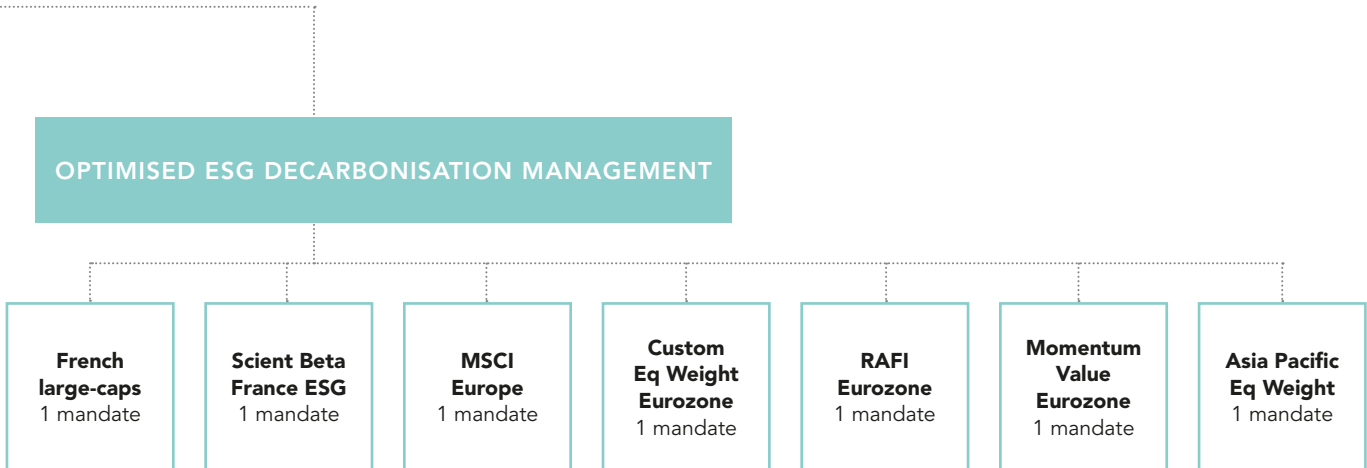 OPTIMISED ESG DECARBONISATION MANAGEMENT
French
large-caps
1 mandate
Scient Beta
France ESG
1 mandate
MSCI
Europe
1 mandate
Custom
Eq Weight
Eurozone
1 mandate
RAFI
Eurozone
1 mandate
Momentum
Value
Eurozone
1 mandate
Asia Pacific
Eq Weight
1 mandate